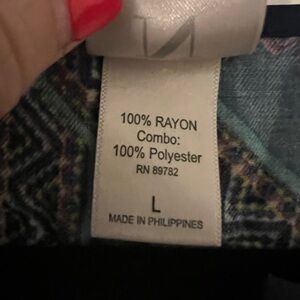 100% RAYON
Combo:
100% Polyester
RN 89782
L
MADE IN PHILIPPINES